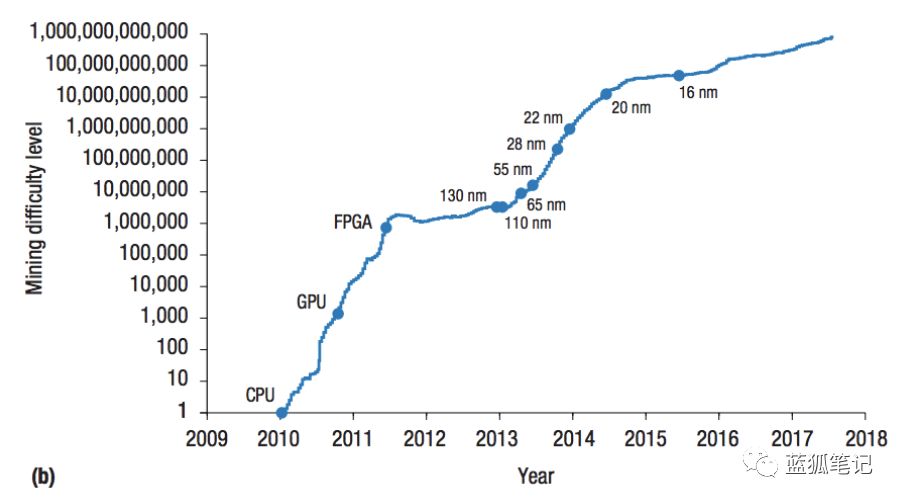 1,000,000,000,000
100,000,000,000
10,000,000,000
1,000,000,000
100,000,000
10,000,000
1,000,000
100,000
10,000
1,000
100
10
1
Mining difficulty level
CPU
GPU
FPGA
130 nm
110 nm
55 nm
65 nm
28 nm
22 nm
20 nm
16 nm
2009 2010 2011 2012 2013 2014 2015 2016 2017 2018
Year
(b)
蓝狐笔记